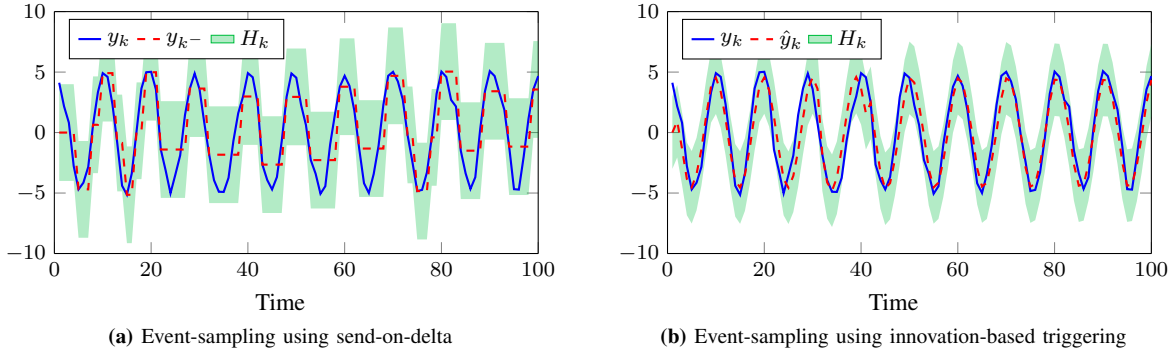 10
5
0
−5
−10
y_k
y_{k−}
H_k
0
20
40
60
80
100
Time
(a) Event-sampling using send-on-delta
10
5
0
−5
−10
y_k
ŷ_k
H_k
0
20
40
60
80
100
Time
(b) Event-sampling using innovation-based triggering